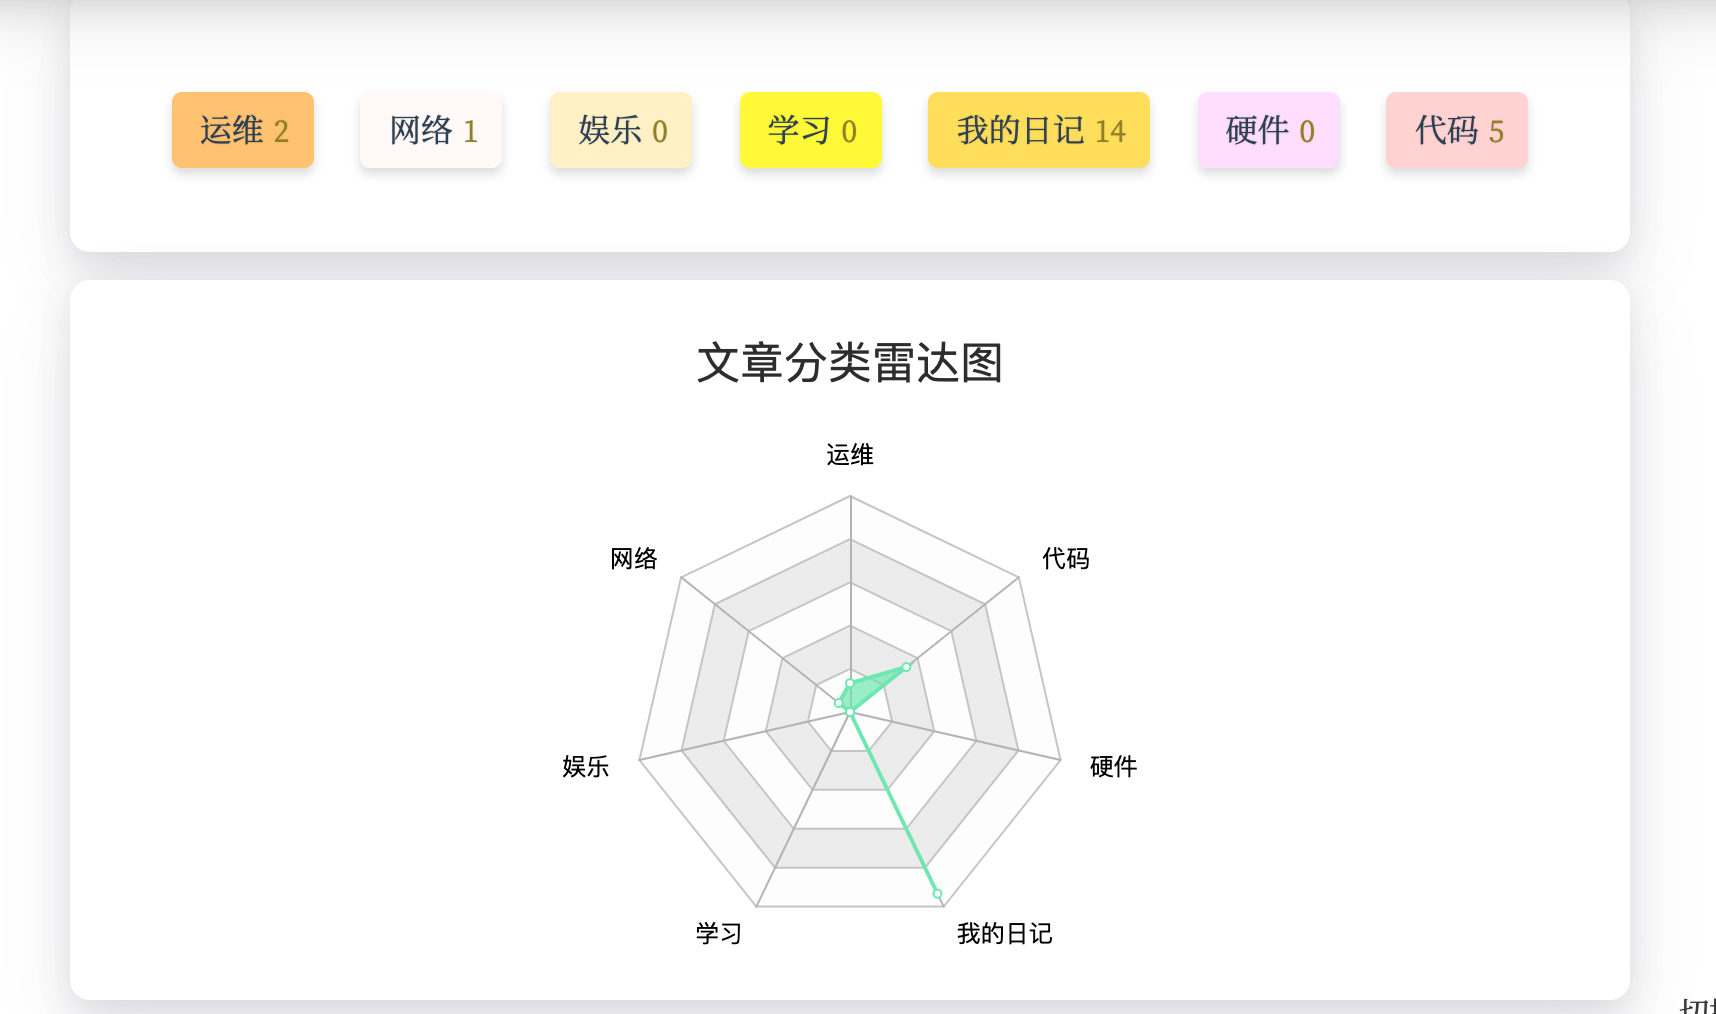 运维 2 网络 1 娱乐 0 学习 0 我的日记 14 硬件 0 代码 5
文章分类雷达图
运维
网络 代码
娱乐 硬件
学习 我的日记
切